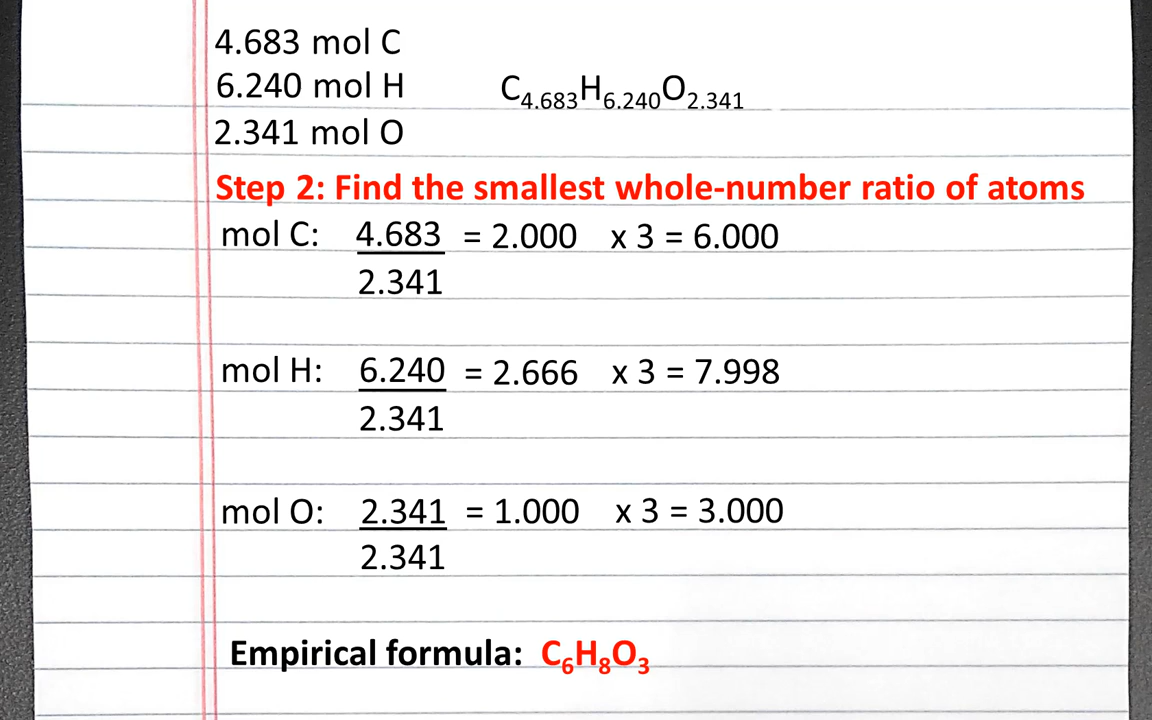 4.683 mol C
6.240 mol H C₄.₆₈₃H₆.₂₄₀O₂.₃₄₁
2.341 mol O
Step 2: Find the smallest whole-number ratio of atoms
mol C: 4.683 = 2.000 x 3 = 6.000
2.341
mol H: 6.240 = 2.666 x 3 = 7.998
2.341
mol O: 2.341 = 1.000 x 3 = 3.000
2.341
Empirical formula: C₆H₈O₃